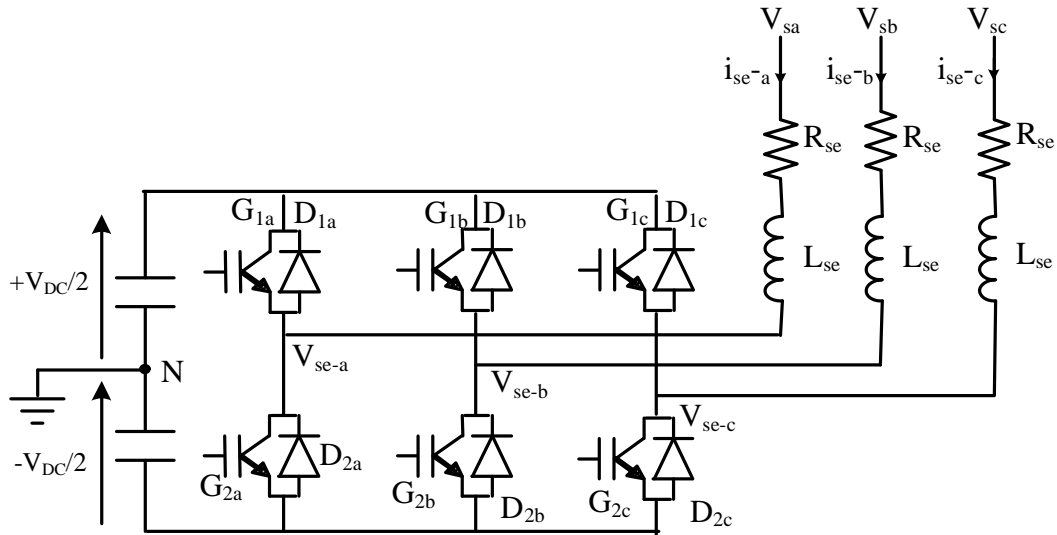 V_sa V_sb V_sc
i_se-a i_se-b i_se-c
R_se R_se R_se
G_1a D_1a G_1b D_1b G_1c D_1c
L_se L_se L_se
+V_DC/2
N
V_se-a
V_se-b
V_se-c
-V_DC/2
D_2a
G_2a G_2b G_2c
D_2b D_2c